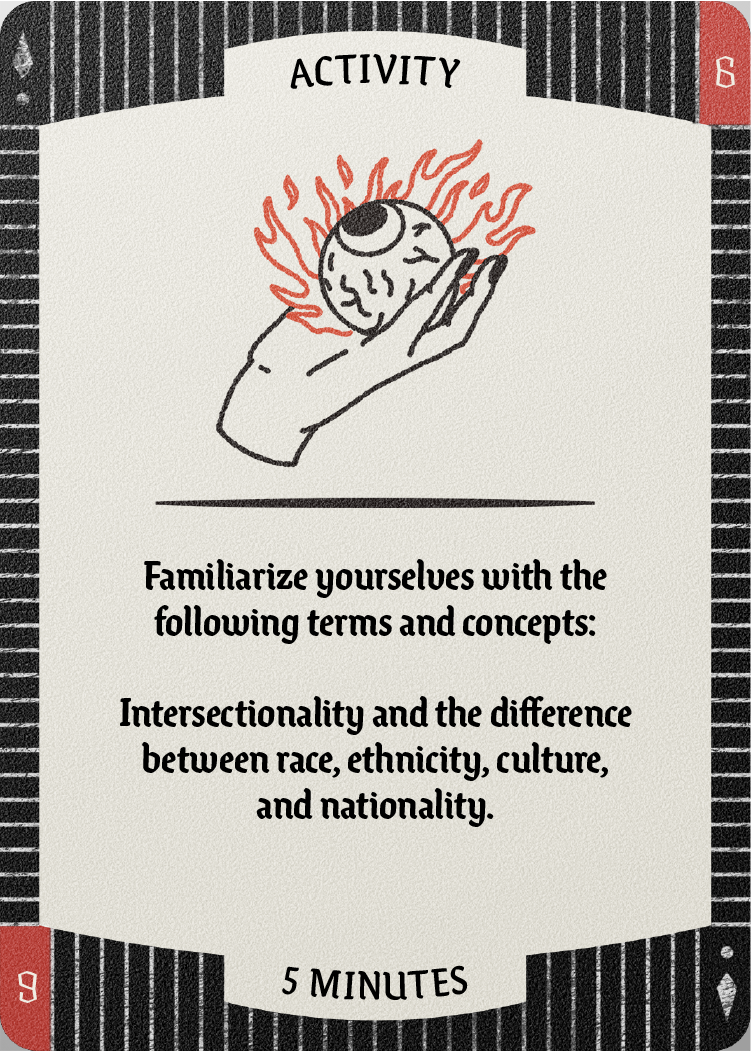 ACTIVITY
6
Familiarize yourselves with the
following terms and concepts:
Intersectionality and the difference
between race, ethnicity, culture,
and nationality.
5 MINUTES
6